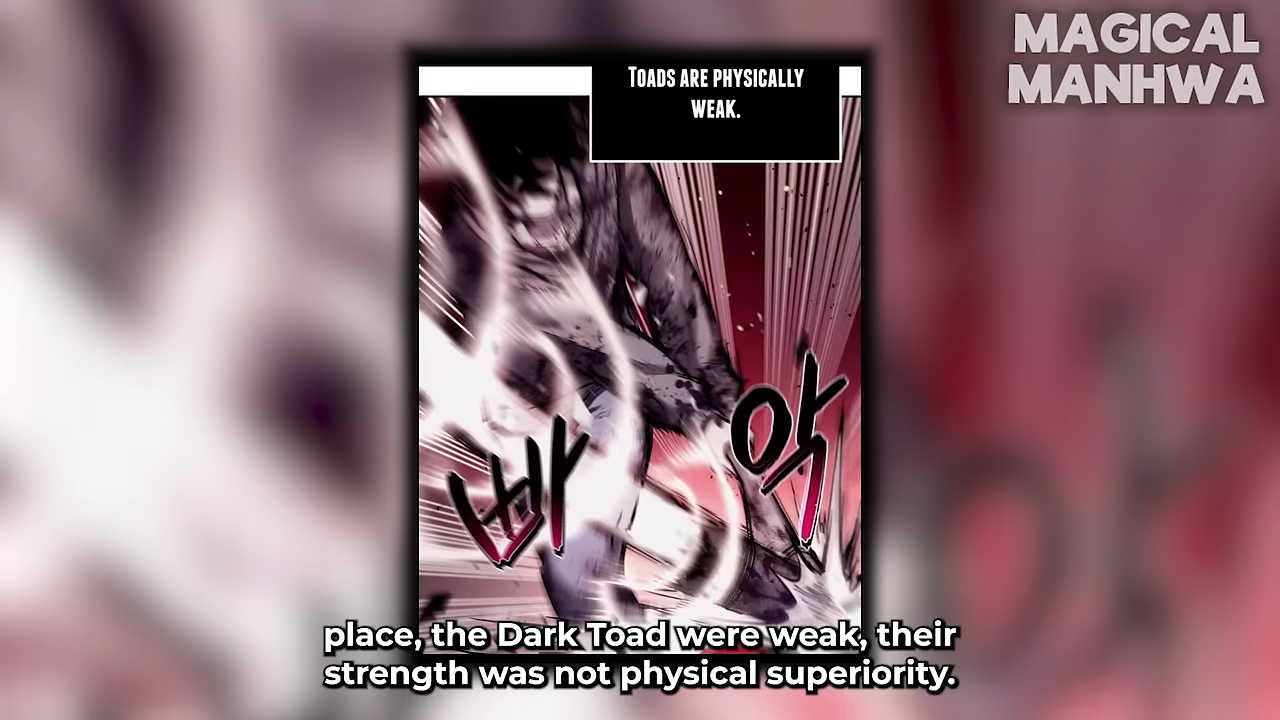 MAGICAL
MANHWA
TOADS ARE PHYSICALLY
WEAK.
빠
악
place, the Dark Toad were weak, their
strength was not physical superiority.